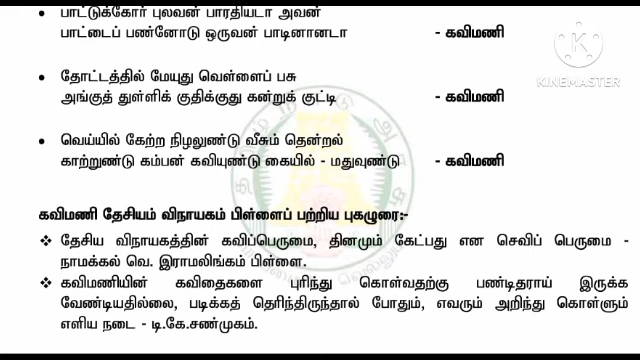 பாட்டுக்கோர் புலவன் பாரதியடா அவன்
பாட்டைப் பண்னோடு ஒருவன் பாடினானடா - கவிமணி
தோட்டத்தில் மேயுது வெள்ளைப் பசு
அங்குத் துள்ளிக் குதிக்குது கன்றுக் குட்டி - கவிமணி
வெய்யில் கேற்ற நிழலுண்டு வீசும் தென்றல்
காற்றுண்டு கம்பன் கவியுண்டு கையில் - மதுவுண்டு - கவிமணி
கவிமணி தேசியம் விநாயகம் பிள்ளைப் பற்றிய புகழுரை:-
தேசிய விநாயகத்தின் கவிப்பெருமை, தினமும் கேட்பது என செவிப் பெருமை -
நாமக்கல் வெ. இராமலிங்கம் பிள்ளை.
கவிமணியின் கவிதைகளை புரிந்து கொள்வதற்கு பண்டிதராய் இருக்க
வேண்டியதில்லை, படிக்கத் தெரிந்திருந்தால் போதும், எவரும் அறிந்து கொள்ளும்
எளிய நடை - டி.கே.சண்முகம்.
KINEMASTER